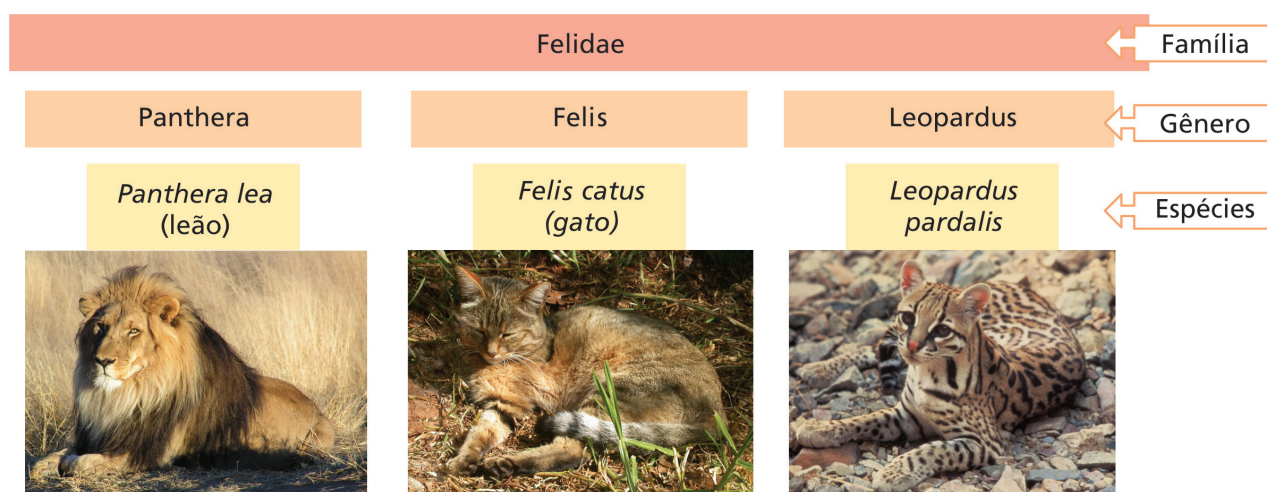 Felidae
Família
Panthera
Felis
Leopardus
Gênero
Panthera lea
(leão)
Felis catus
(gato)
Leopardus
pardalis
Espécies